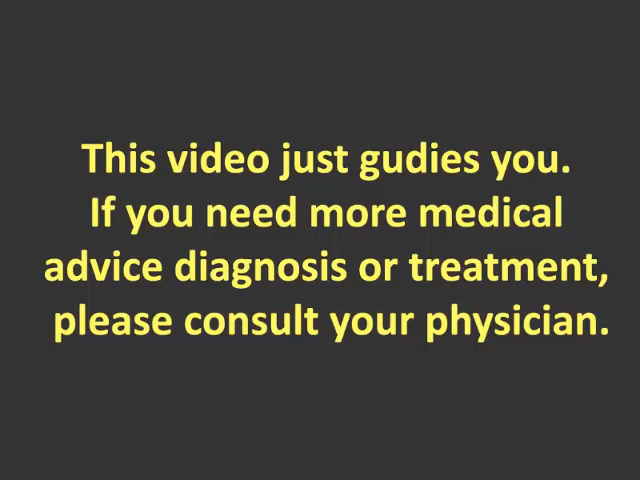 This video just gudies you.
If you need more medical
advice diagnosis or treatment,
please consult your physician.